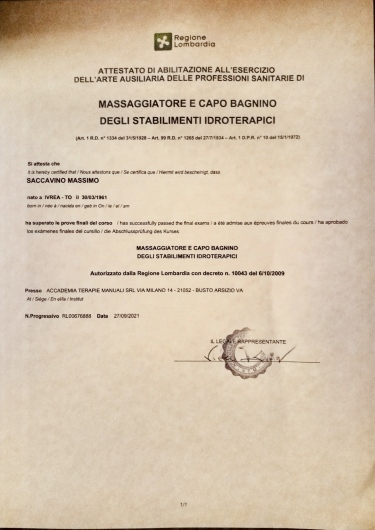 Regione
Lombardia
ATTESTATO DI ABILITAZIONE ALL'ESERCIZIO
DELL'ARTE AUSILIARIA DELLE PROFESSIONI SANITARIE DI
MASSAGGIATORE E CAPO BAGNINO
DEGLI STABILIMENTI IDROTERAPICI
(Art. 1 R.D. n° 1334 del 31/5/1928 – Art. 99 R.D. n° 1265 del 27/7/1934 – Art. 1 D.P.R. n° 10 del 15/1/1972)
Si attesta che
It is hereby certified that / Nous attestons que / Se certifica que / Hiermit wird bescheinigt, dass
SACCAVINO MASSIMO
nato a IVREA - TO il 30/03/1961
born in / née à / nacido en / geb in On / le / el / am
ha superato le prove finali del corso / has successfully passed the final exams / a été admise aux épreuves finales du cours / ha aprobado
los exámenes finales del cursillo / die Abschlussprüfung des Kurses
MASSAGGIATORE E CAPO BAGNINO
DEGLI STABILIMENTI IDROTERAPICI
Autorizzato dalla Regione Lombardia con decreto n. 10043 del 6/10/2009
Presso ACCADEMIA TERAPIE MANUALI SRL VIA MILANO 14 - 21052 - BUSTO ARSIZIO VA
At / Siège / En el/la / Institut
N.Progressivo RL00676888 Data 27/09/2021
IL LEGALE RAPPRESENTANTE
1/1